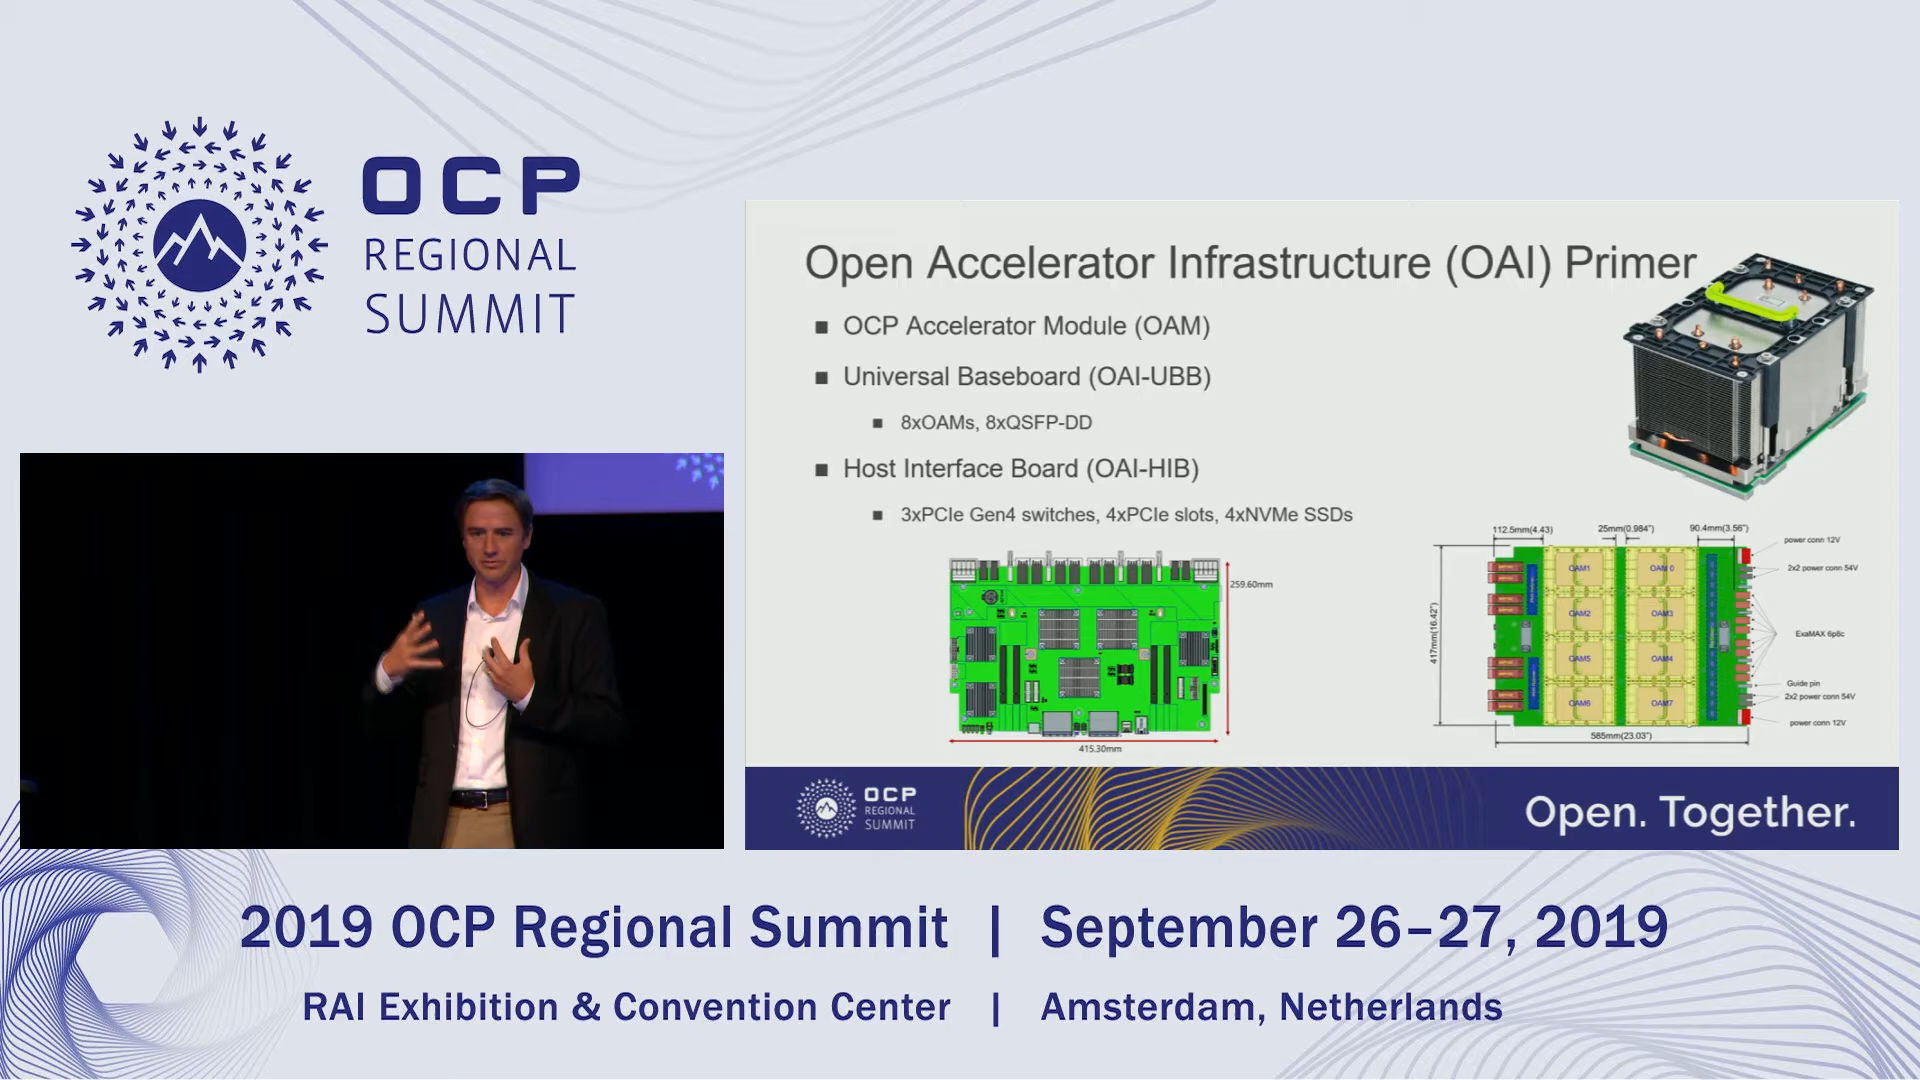 OCP
REGIONAL
SUMMIT
Open Accelerator Infrastructure (OAI) Primer
■ OCP Accelerator Module (OAM)
■ Universal Baseboard (OAI-UBB)
■ 8xOAMs, 8xQSFP-DD
■ Host Interface Board (OAI-HIB)
■ 3xPCIe Gen4 switches, 4xPCIe slots, 4xNVMe SSDs
259.60mm
415.30mm
112.5mm(4.43)
25mm(0.984")
90.4mm(3.56")
power conn 12V
2x2 power conn 54V
ExaMAX 6p8c
Guide pin
2x2 power conn 54V
power conn 12V
417mm(16.42")
585mm(23.03")
OAM1
OAM 0
OAM2
OAM3
OAM5
OAM4
OAM6
OAM7
OCP
REGIONAL
SUMMIT
Open. Together.
2019 OCP Regional Summit | September 26–27, 2019
RAI Exhibition & Convention Center | Amsterdam, Netherlands